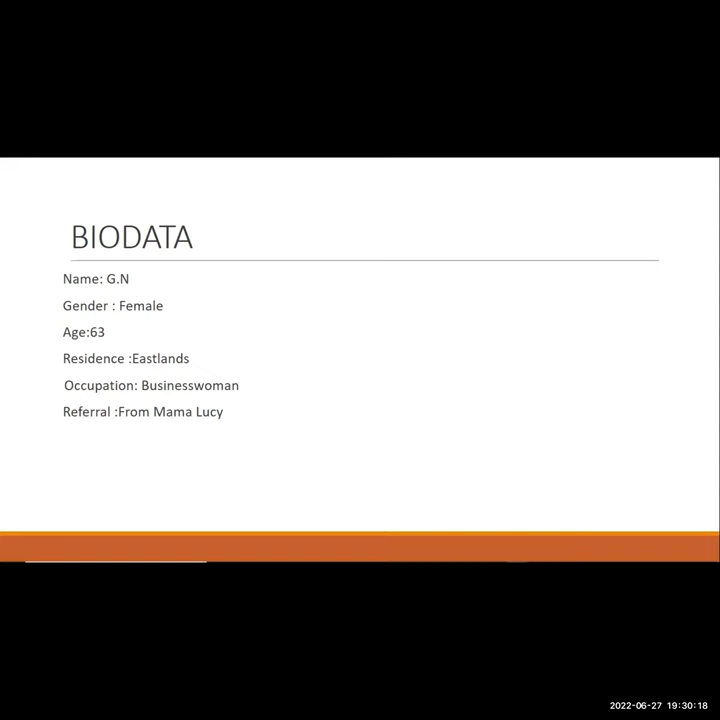 BIODATA
Name: G.N
Gender : Female
Age:63
Residence :Eastlands
Occupation: Businesswoman
Referral :From Mama Lucy
2022-06-27 19:30:18